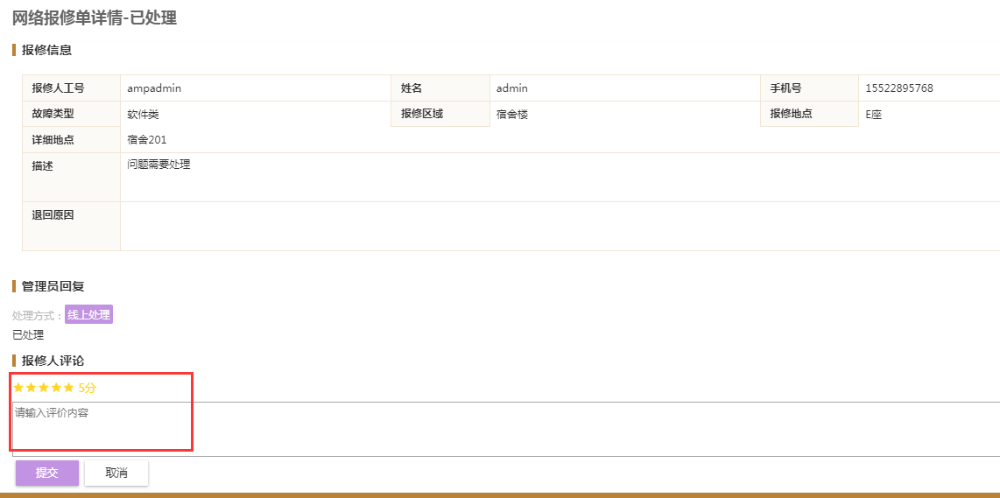 网络报修单详情-已处理
报修信息
报修人工号 ampadmin 姓名 admin 手机号 15522895768
故障类型 软件类 报修区域 宿舍楼 报修地点 E座
详细地点 宿舍201
描述 问题需要处理
退回原因
管理员回复
处理方式：线上处理
已处理
报修人评论
5分
请输入评价内容
提交 取消